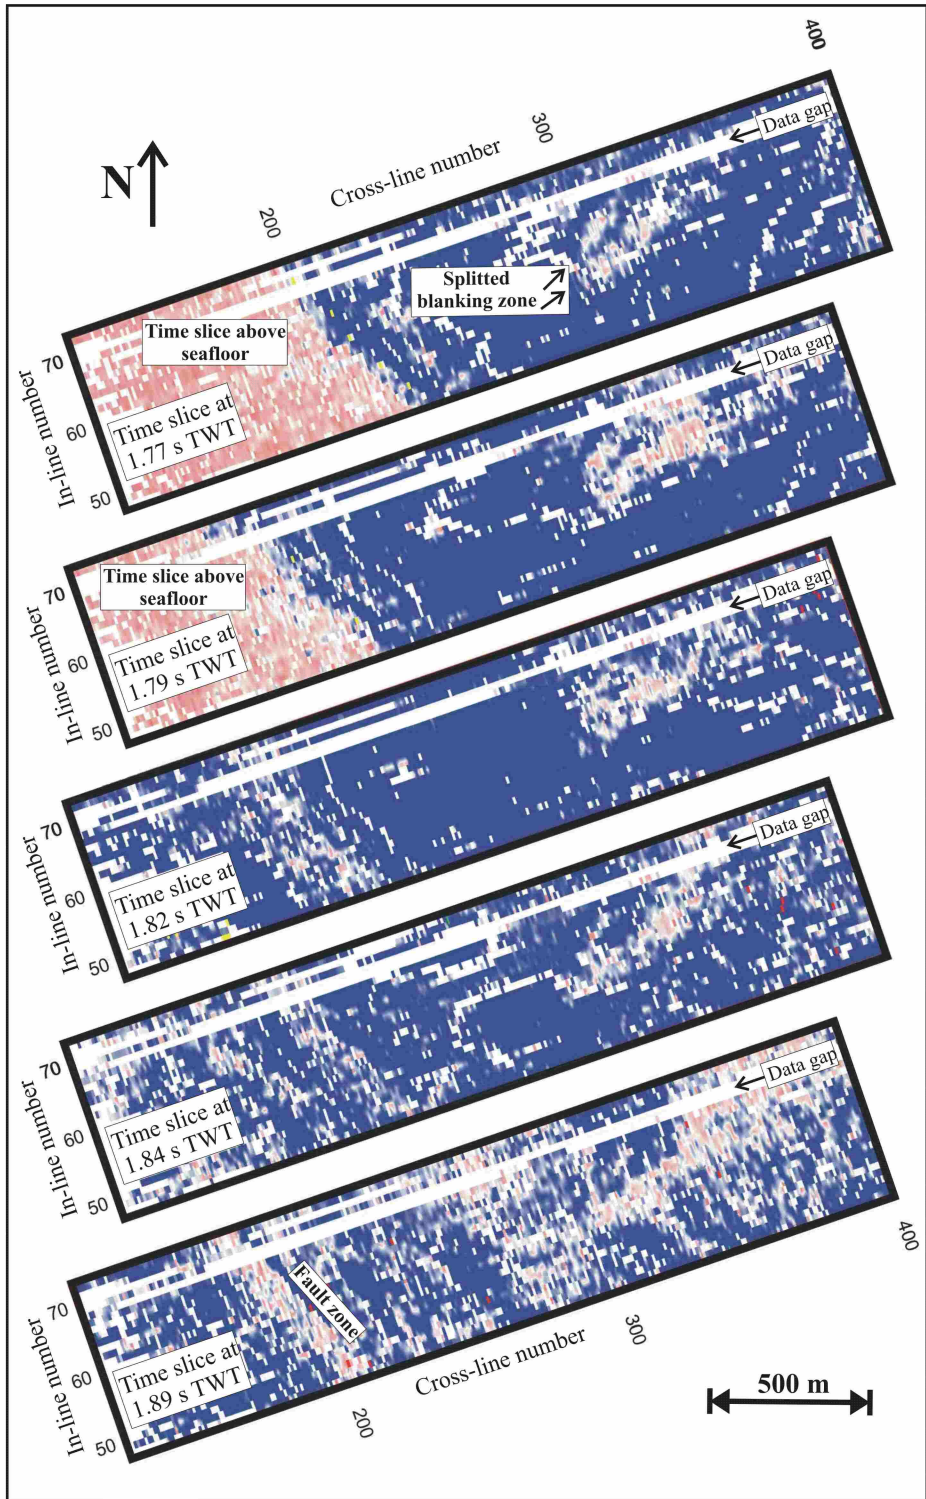 400
300
Data gap
Cross-line number
N
200
Splitted
blanking zone
Time slice above
seafloor
70
60
50
In-line number
Time slice at
1.77 s TWT
Data gap
Time slice above
seafloor
70
60
50
In-line number
Time slice at
1.79 s TWT
Data gap
70
60
50
In-line number
Time slice at
1.82 s TWT
Data gap
70
60
50
In-line number
Time slice at
1.84 s TWT
Data gap
Fault zone
70
60
50
In-line number
Time slice at
1.89 s TWT
400
300
Cross-line number
200
500 m